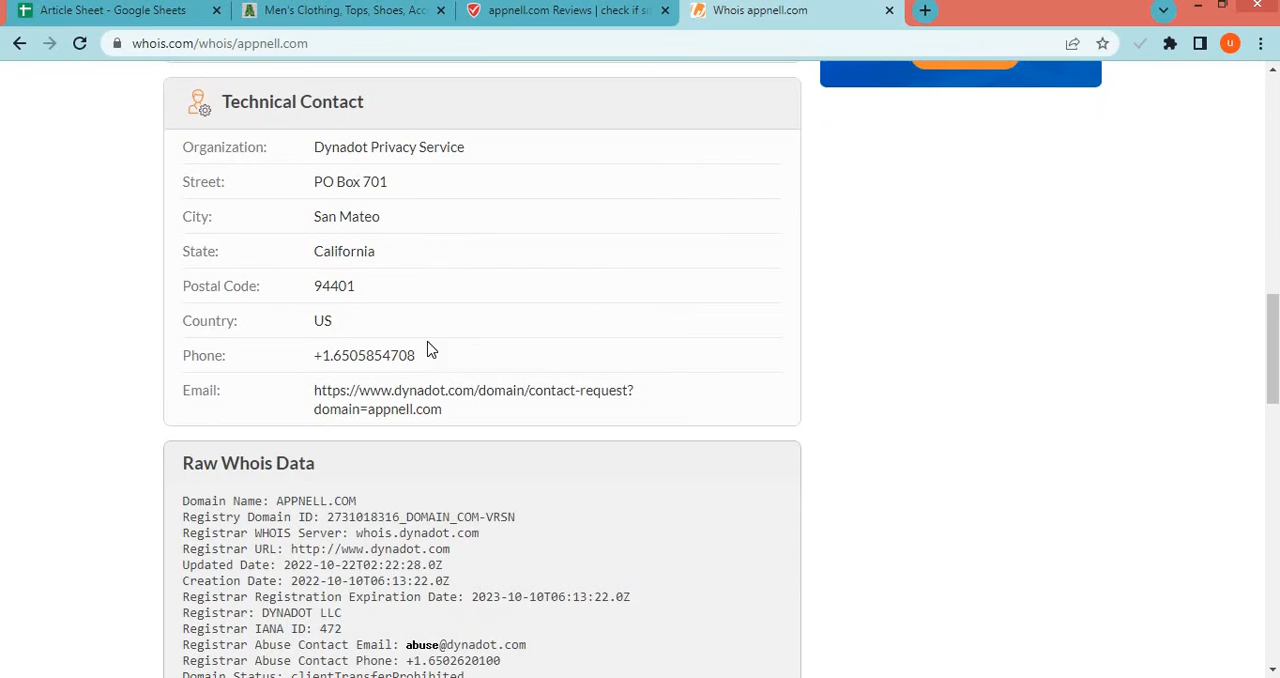 Article Sheet - Google Sheets
Men's Clothing, Tops, Shoes, Acc
appnell.com Reviews | check if si
Whois appnell.com
whois.com/whois/appnell.com
U
Technical Contact
Organization: Dynadot Privacy Service
Street: PO Box 701
City: San Mateo
State: California
Postal Code: 94401
Country: US
Phone: +1.6505854708
Email: https://www.dynadot.com/domain/contact-request?
domain=appnell.com
Raw Whois Data
Domain Name: APPNELL.COM
Registry Domain ID: 2731018316_DOMAIN_COM-VRSN
Registrar WHOIS Server: whois.dynadot.com
Registrar URL: http://www.dynadot.com
Updated Date: 2022-10-22T02:22:28.0Z
Creation Date: 2022-10-10T06:13:22.0Z
Registrar Registration Expiration Date: 2023-10-10T06:13:22.0Z
Registrar: DYNADOT LLC
Registrar IANA ID: 472
Registrar Abuse Contact Email: abuse@dynadot.com
Registrar Abuse Contact Phone: +1.6502620100
Domain Status: clientTransferProhibited